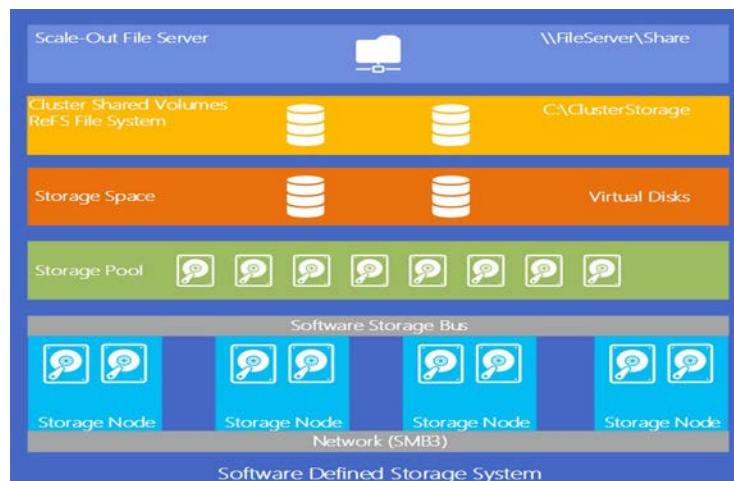 Scale-Out File Server
\\FileServer\Share
Cluster Shared Volumes
ReFS File System
C:\ClusterStorage
Storage Space
Virtual Disks
Storage Pool
Software Storage Bus
Storage Node
Storage Node
Storage Node
Storage Node
Network (SMB3)
Software Defined Storage System